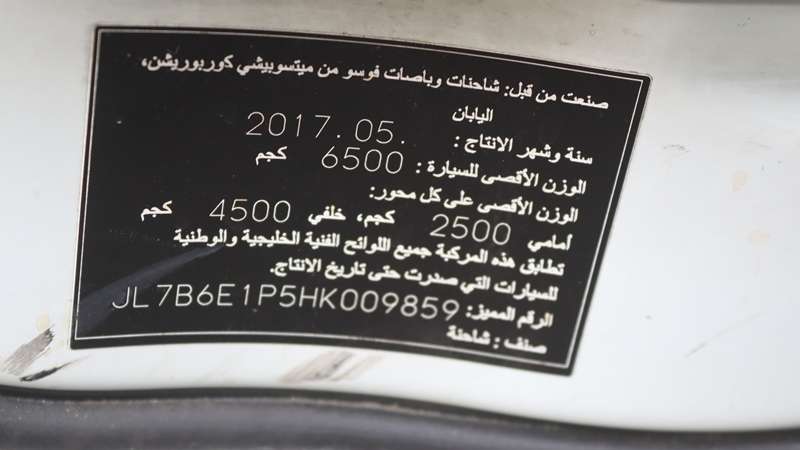 صنعت من قبل: شاحنات وباصات فوسو من ميتسوبيشي كوربوريشن،
اليابان
سنة وشهر الانتاج : 2017.05.
الوزن الأقصى للسيارة : 6500 كجم
الوزن الأقصى على كل محور:
أمامي 2500 كجم، خلفي 4500 كجم
تطابق هذه المركبة جميع اللوائح الفنية الخليجية والوطنية
للسيارات التي صدرت حتى تاريخ الانتاج.
الرقم المميز: JL7B6E1P5HK009859
صنف : شاحنة